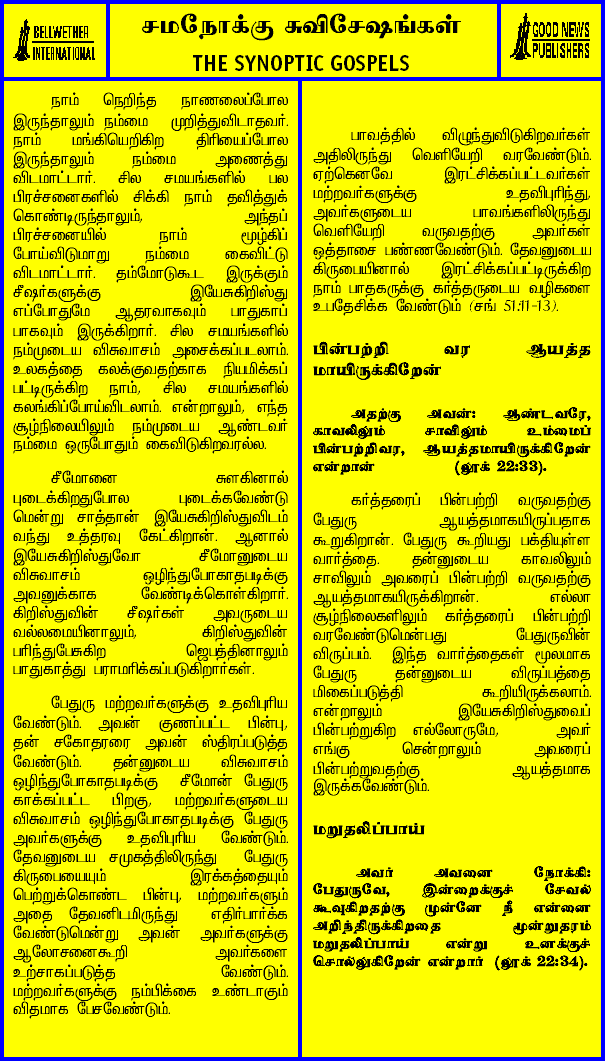 BELLWETHER
INTERNATIONAL
சமநோக்கு சுவிசேஷங்கள்
THE SYNOPTIC GOSPELS
GOOD NEWS
PUBLISHERS
நாம் நெறிந்த நாணலைப்போல
இருந்தாலும் நம்மை முறித்துவிடாதவர்.
நாம் மங்கியெறிகிற திரியைப்போல
இருந்தாலும் நம்மை அணைத்து
விடமாட்டார். சில சமயங்களில் பல
பிரச்சனைகளில் சிக்கி நாம் தவித்துக்
கொண்டிருந்தாலும், அந்தப்
பிரச்சனையில் நாம் மூழ்கிப்
போய்விடுமாறு நம்மை கைவிட்டு
விடமாட்டார். தம்மோடுகூட இருக்கும்
சீஷர்களுக்கு இயேசுகிறிஸ்து
எப்போதுமே ஆதரவாகவும் பாதுகாப்
பாகவும் இருக்கிறார். சில சமயங்களில்
நம்முடைய விசுவாசம் அசைக்கப்படலாம்.
உலகத்தை கலக்குவதற்காக நியமிக்கப்
பட்டிருக்கிற நாம், சில சமயங்களில்
கலங்கிப்போய்விடலாம். என்றாலும், எந்த
சூழ்நிலையிலும் நம்முடைய ஆண்டவர்
நம்மை ஒருபோதும் கைவிடுகிறவரல்ல.
சீமோனை சுளகினால்
புடைக்கிறதுபோல புடைக்கவேண்டு
மென்று சாத்தான் இயேசுகிறிஸ்துவிடம்
வந்து உத்தரவு கேட்கிறான். ஆனால்
இயேசுகிறிஸ்துவோ சீமோனுடைய
விசுவாசம் ஒழிந்துபோகாதபடிக்கு
அவனுக்காக வேண்டிக்கொள்கிறார்.
கிறிஸ்துவின் சீஷர்கள் அவருடைய
வல்லமையினாலும், கிறிஸ்துவின்
பரிந்துபேசுகிற ஜெபத்தினாலும்
பாதுகாத்து பராமரிக்கப்படுகிறார்கள்.
பேதுரு மற்றவர்களுக்கு உதவிபுரிய
வேண்டும். அவன் குணப்பட்ட பின்பு,
தன் சகோதரரை அவன் ஸ்திரப்படுத்த
வேண்டும். தன்னுடைய விசுவாசம்
ஒழிந்துபோகாதபடிக்கு சீமோன் பேதுரு
காக்கப்பட்ட பிறகு, மற்றவர்களுடைய
விசுவாசம் ஒழிந்துபோகாதபடிக்கு பேதுரு
அவர்களுக்கு உதவிபுரிய வேண்டும்.
தேவனுடைய சமுகத்திலிருந்து பேதுரு
கிருபையையும் இரக்கத்தையும்
பெற்றுக்கொண்ட பின்பு, மற்றவர்களும்
அதை தேவனிடமிருந்து எதிர்பார்க்க
வேண்டுமென்று அவன் அவர்களுக்கு
ஆலோசனைகூறி அவர்களை
உற்சாகப்படுத்த வேண்டும்.
மற்றவர்களுக்கு நம்பிக்கை உண்டாகும்
விதமாக பேசவேண்டும்.
பாவத்தில் விழுந்துவிடுகிறவர்கள்
அதிலிருந்து வெளியேறி வரவேண்டும்.
ஏற்கெனவே இரட்சிக்கப்பட்டவர்கள்
மற்றவர்களுக்கு உதவிபுரிந்து,
அவர்களுடைய பாவங்களிலிருந்து
வெளியேறி வருவதற்கு அவர்கள்
ஒத்தாசை பண்ணவேண்டும். தேவனுடைய
கிருபையினால் இரட்சிக்கப்பட்டிருக்கிற
நாம் பாதகருக்கு கர்த்தருடைய வழிகளை
உபதேசிக்க வேண்டும் (சங் 51:11-13).
பின்பற்றி வர ஆயத்த
மாயிருக்கிறேன்
அதற்கு அவன்: ஆண்டவரே,
காவலிலும் சாவிலும் உம்மைப்
பின்பற்றிவர, ஆயத்தமாயிருக்கிறேன்
என்றான் (லூக் 22:33).
கர்த்தரைப் பின்பற்றி வருவதற்கு
பேதுரு ஆயத்தமாகயிருப்பதாக
கூறுகிறான். பேதுரு கூறியது பக்தியுள்ள
வார்த்தை. தன்னுடைய காவலிலும்
சாவிலும் அவரைப் பின்பற்றி வருவதற்கு
ஆயத்தமாகயிருக்கிறான். எல்லா
சூழ்நிலைகளிலும் கர்த்தரைப் பின்பற்றி
வரவேண்டுமென்பது பேதுருவின்
விருப்பம். இந்த வார்த்தைகள் மூலமாக
பேதுரு தன்னுடைய விருப்பத்தை
மிகைப்படுத்தி கூறியிருக்கலாம்.
என்றாலும் இயேசுகிறிஸ்துவைப்
பின்பற்றுகிற எல்லோருமே, அவர்
எங்கு சென்றாலும் அவரைப்
பின்பற்றுவதற்கு ஆயத்தமாக
இருக்கவேண்டும்.
மறுதலிப்பாய்
அவர் அவனை நோக்கி:
பேதுருவே, இன்றைக்குச் சேவல்
கூவுகிறதற்கு முன்னே நீ என்னை
அறிந்திருக்கிறதை மூன்றுதரம்
மறுதலிப்பாய் என்று உனக்குச்
சொல்லுகிறேன் என்றார் (லூக் 22:34).